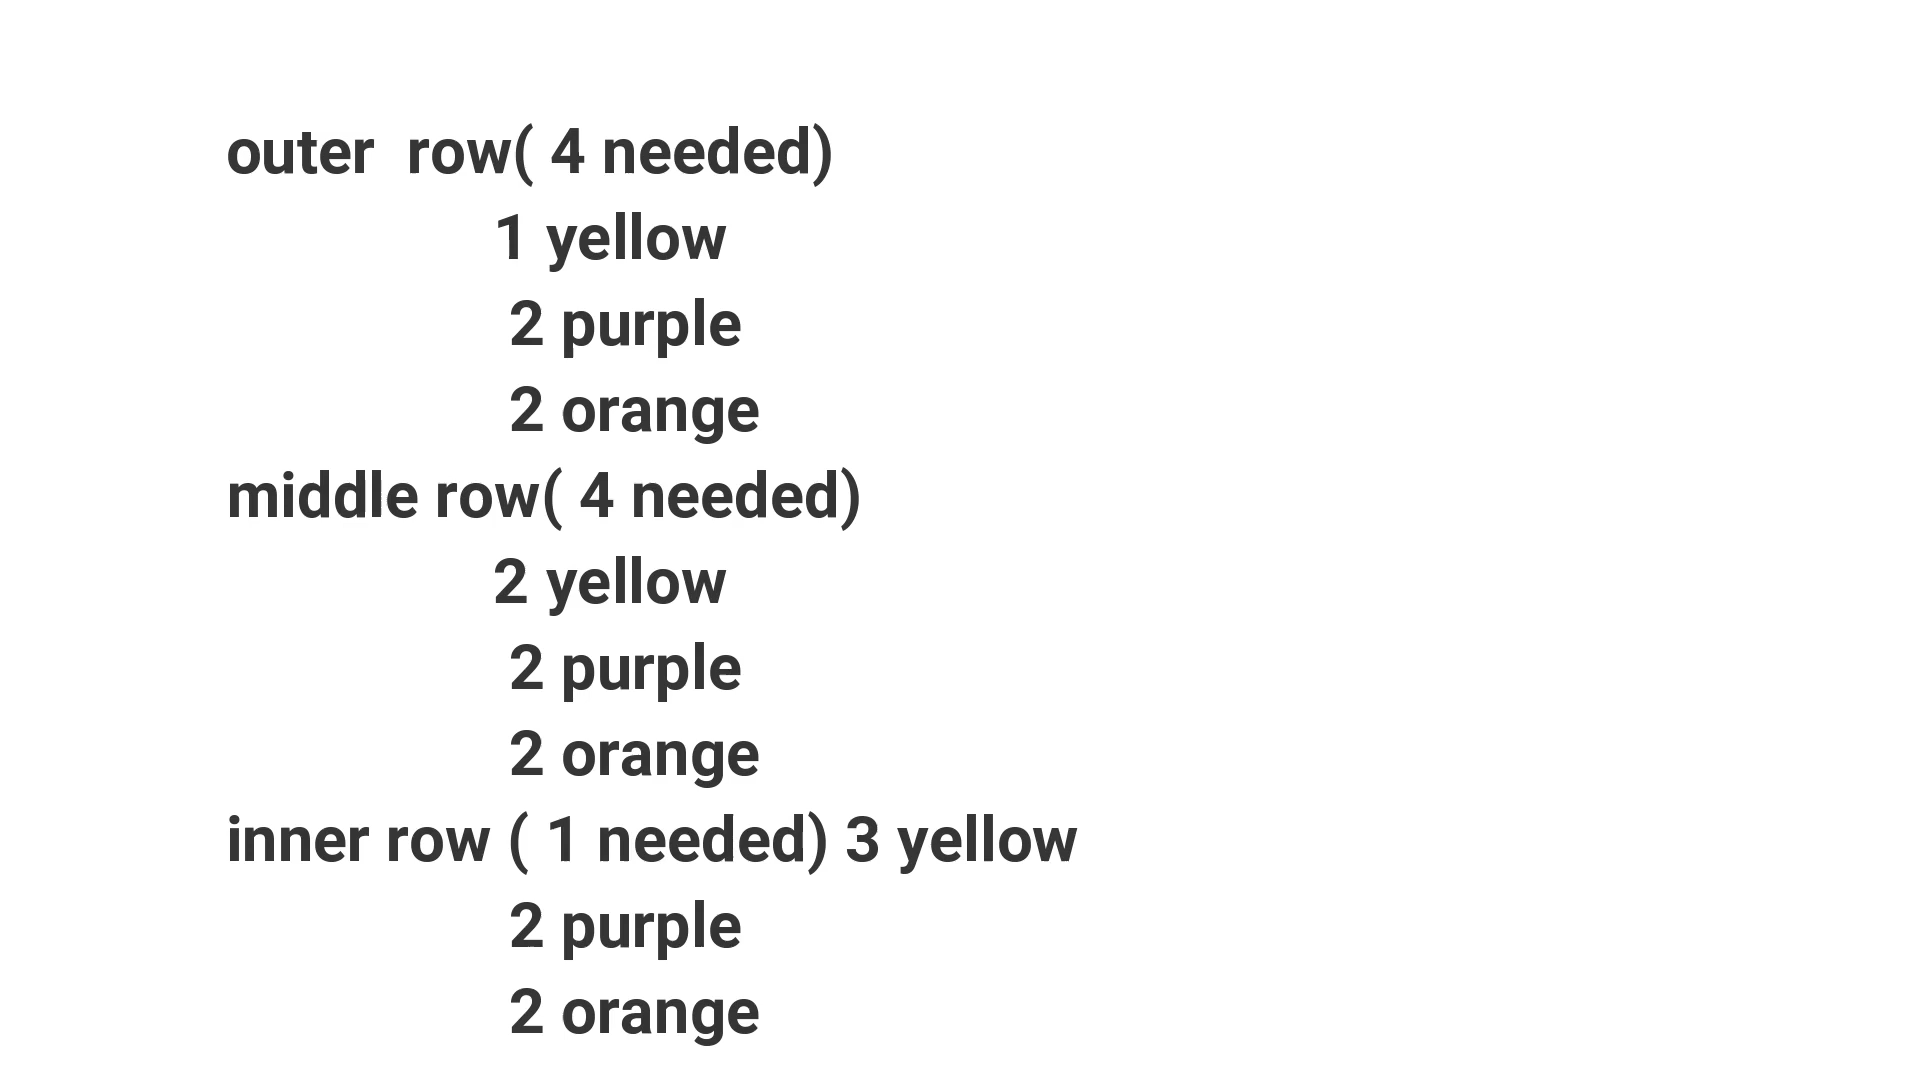 outer  row( 4 needed)
1 yellow
2 purple
2 orange
middle row( 4 needed)
2 yellow
2 purple
2 orange
inner row ( 1 needed) 3 yellow
2 purple
2 orange